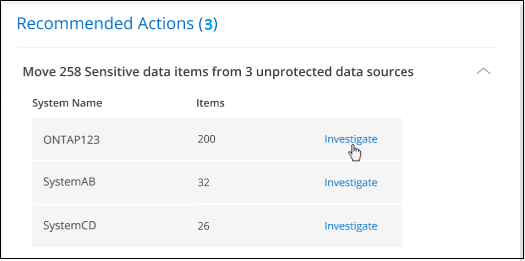 Recommended Actions (3)
Move 258 Sensitive data items from 3 unprotected data sources
System Name Items
ONTAP123 200 Investigate
SystemAB 32 Investigate
SystemCD 26 Investigate